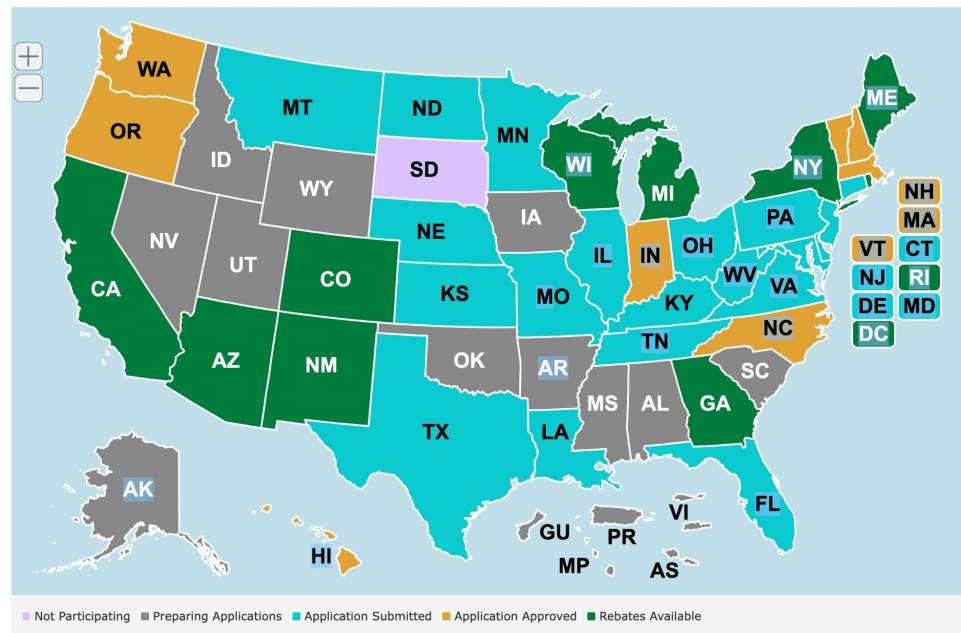 +
−
WA
OR
MT
ID
WY
ND
SD
NE
MN
WI
MI
NY
ME
NH
MA
VT
CT
NJ
RI
DE
MD
DC
NV
UT
CO
KS
IA
IL
IN
OH
PA
WV
VA
MO
KY
CA
AZ
NM
OK
AR
TN
NC
SC
MS
AL
GA
TX
LA
FL
AK
HI
GU
PR
VI
MP
AS
Not Participating Preparing Applications Application Submitted Application Approved Rebates Available